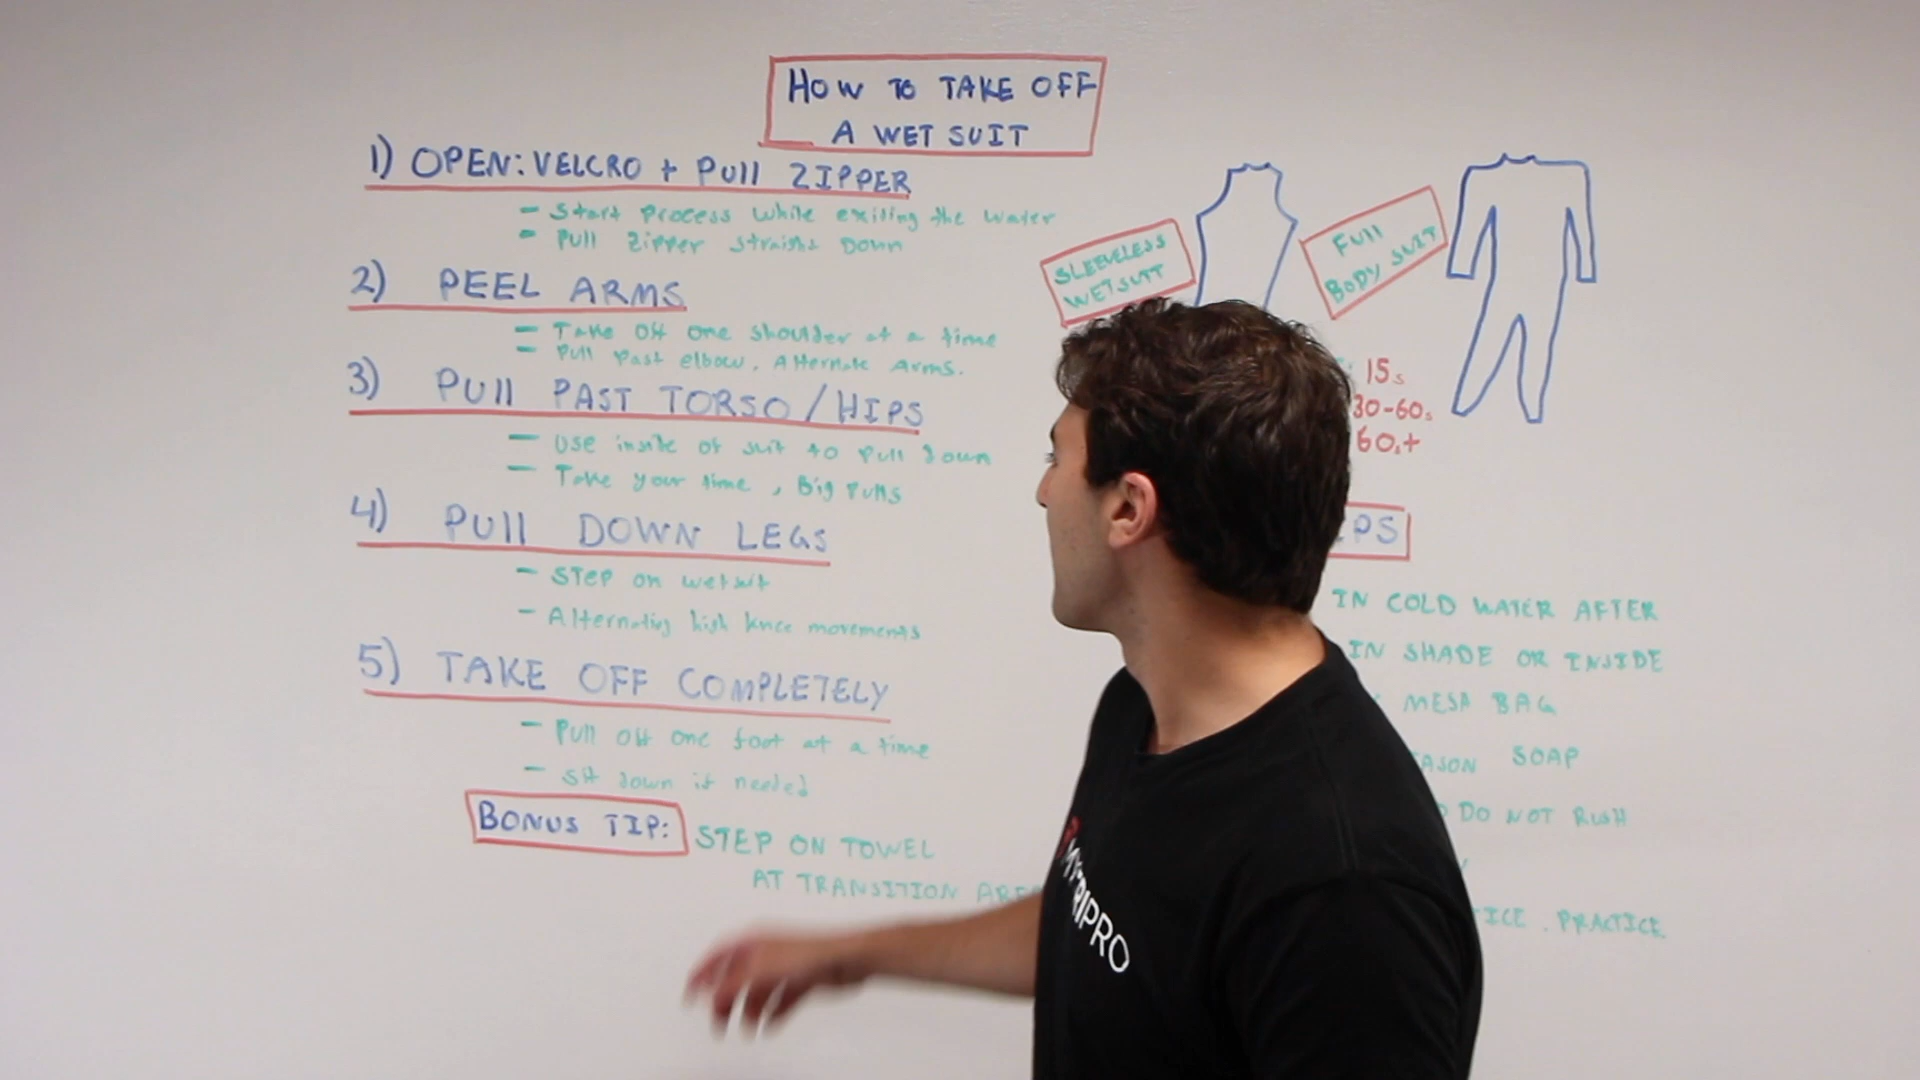 HOW TO TAKE OFF
A WET SUIT
1) OPEN: VELCRO + PUll ZIPPER
- Start process while exiting the water
- Pull Zipper straight Down
2) PEEL ARMS
- Take off one shoulder at a time
- Pull past elbow, Alternate Arms.
3) PUll PAST TORSO/HIPS
- Use inside of suit to pull down
- Take your time, Big Pulls
4) PUll DOWN LEGS
- STEP on wetsuit
- Alternating high knee movements
5) TAKE OFF COMPLETELY
- Pull off one foot at a time
- Sit down if needed
BONUS TIP: STEP ON TOWEL
AT TRANSITION
SLEEVELESS
WETSUIT
FUll
BODY SUIT
15s
30-60s
60s+
IPS
IN COLD WATER AFTER
IN SHADE OR INSIDE
MESH BAG
SOAP
DO NOT RUSH
TICE. PRACTICE
MYTRIPRO